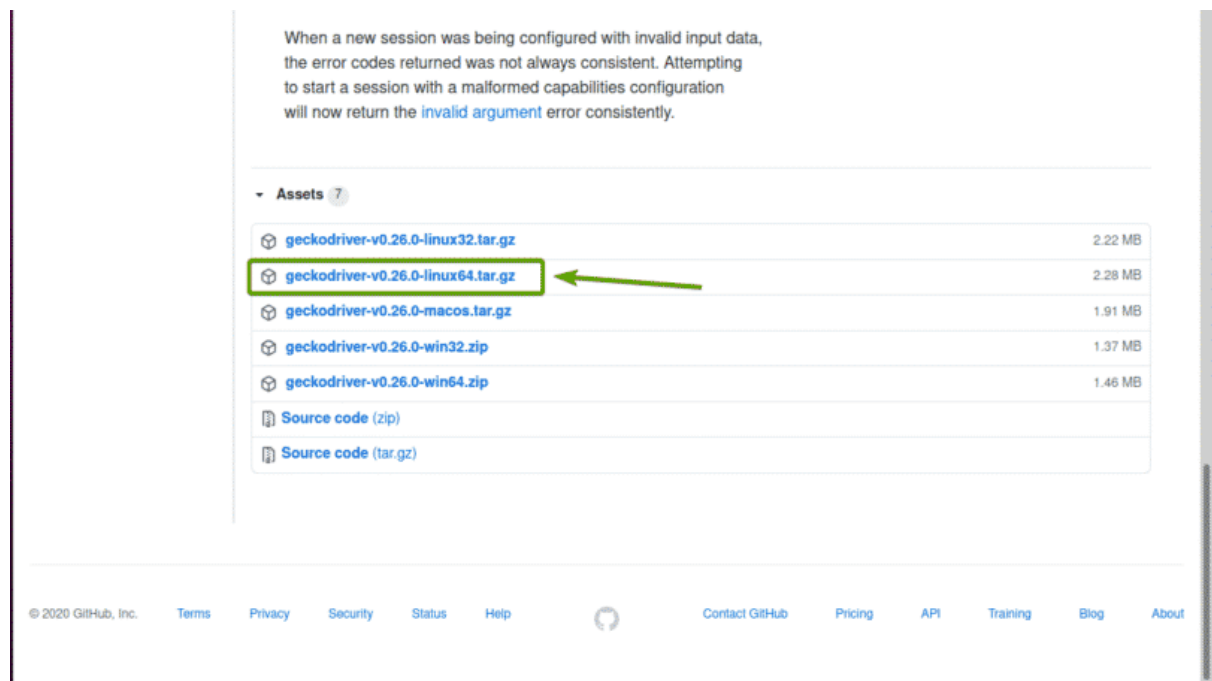 When a new session was being configured with invalid input data,
the error codes returned was not always consistent. Attempting
to start a session with a malformed capabilities configuration
will now return the invalid argument error consistently.
Assets 7
geckodriver-v0.26.0-linux32.tar.gz 2.22 MB
geckodriver-v0.26.0-linux64.tar.gz 2.28 MB
geckodriver-v0.26.0-macos.tar.gz 1.91 MB
geckodriver-v0.26.0-win32.zip 1.37 MB
geckodriver-v0.26.0-win64.zip 1.46 MB
Source code (zip)
Source code (tar.gz)
© 2020 GitHub, Inc. Terms Privacy Security Status Help Contact GitHub Pricing API Training Blog About